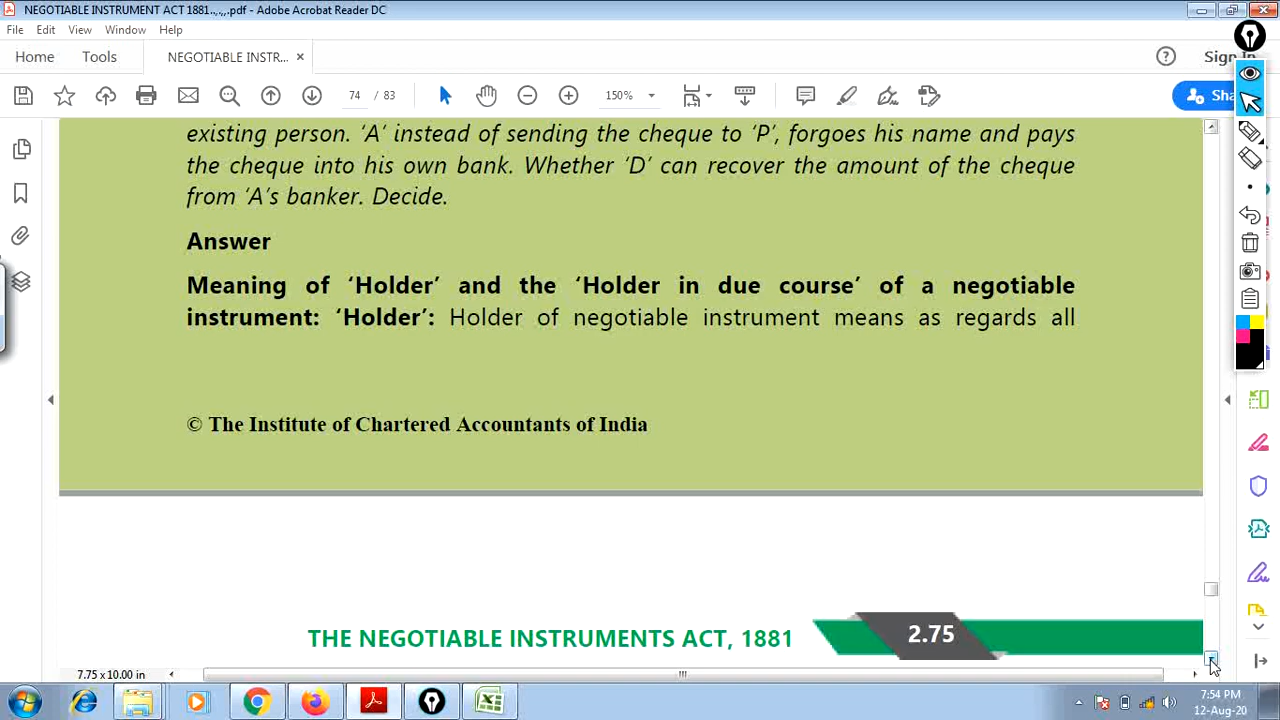 NEGOTIABLE INSTRUMENT ACT 1881.,.,,.pdf - Adobe Acrobat Reader DC
File Edit View Window Help
Home Tools NEGOTIABLE INSTR... × Sign In
74 / 83 150% Sha
existing person. ‘A‘ instead of sending the cheque to ‘P’, forgoes his name and pays
the cheque into his own bank. Whether ‘D’ can recover the amount of the cheque
from ‘A’s banker. Decide.
Answer
Meaning of ‘Holder’ and the ‘Holder in due course’ of a negotiable
instrument: ‘Holder’: Holder of negotiable instrument means as regards all
© The Institute of Chartered Accountants of India
THE NEGOTIABLE INSTRUMENTS ACT, 1881 2.75
7.75 x 10.00 in
7:54 PM
12-Aug-20